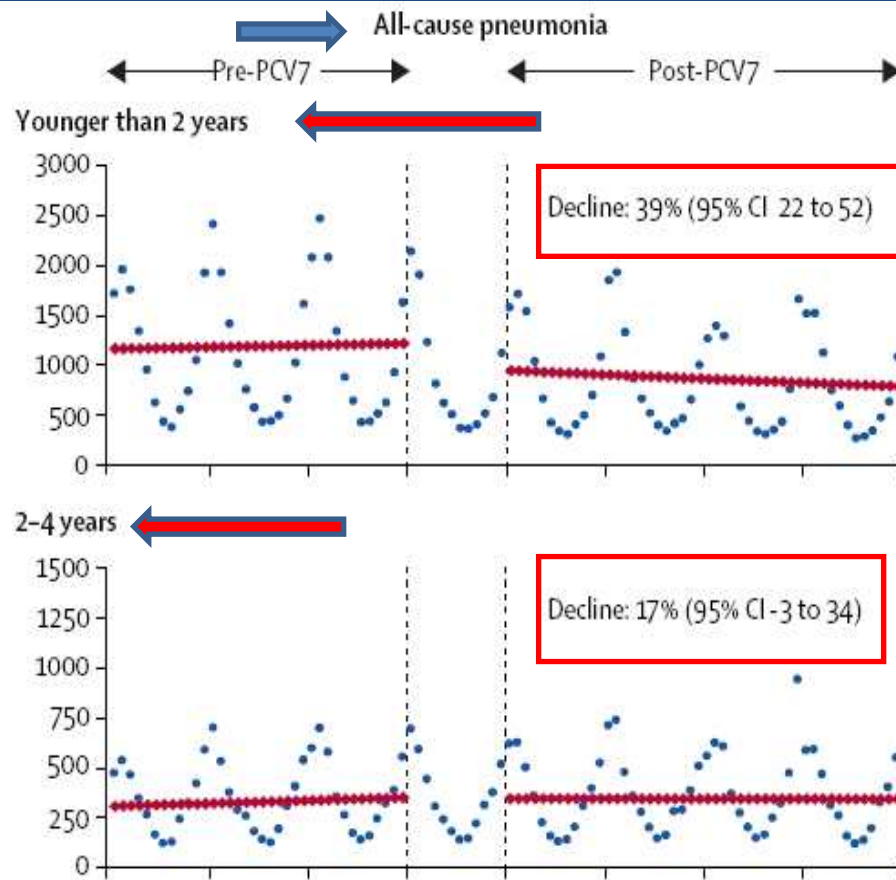 All-cause pneumonia
Pre-PCV7 Post-PCV7
Younger than 2 years
3000
Decline: 39% (95% CI 22 to 52)
2500
2000
1500
1000
500
0
2–4 years
1500
Decline: 17% (95% CI -3 to 34)
1250
1000
750
500
250
0